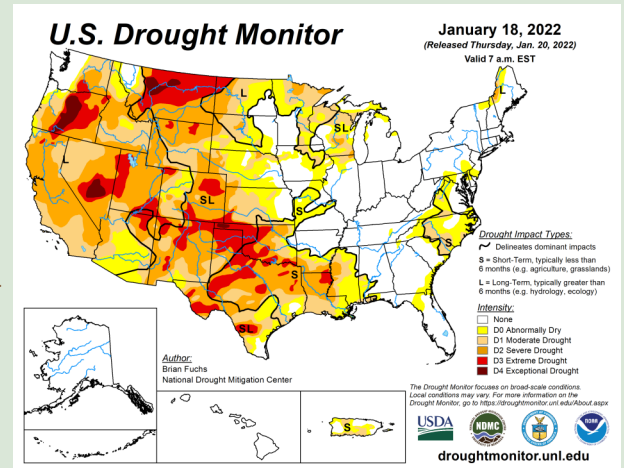 U.S. Drought Monitor
January 18, 2022
(Released Thursday, Jan. 20, 2022)
Valid 7 a.m. EST
L
L
SL
L
SL
S
S
S
SL
S
Drought Impact Types:
Delineates dominant impacts
S = Short-Term, typically less than
6 months (e.g. agriculture, grasslands)
L = Long-Term, typically greater than
6 months (e.g. hydrology, ecology)
Intensity:
None
D0 Abnormally Dry
D1 Moderate Drought
D2 Severe Drought
D3 Extreme Drought
D4 Exceptional Drought
Author:
Brian Fuchs
National Drought Mitigation Center
The Drought Monitor focuses on broad-scale conditions.
Local conditions may vary. For more information on the
Drought Monitor, go to https://droughtmonitor.unl.edu/About.aspx
USDA
NDMC
NOAA
droughtmonitor.unl.edu